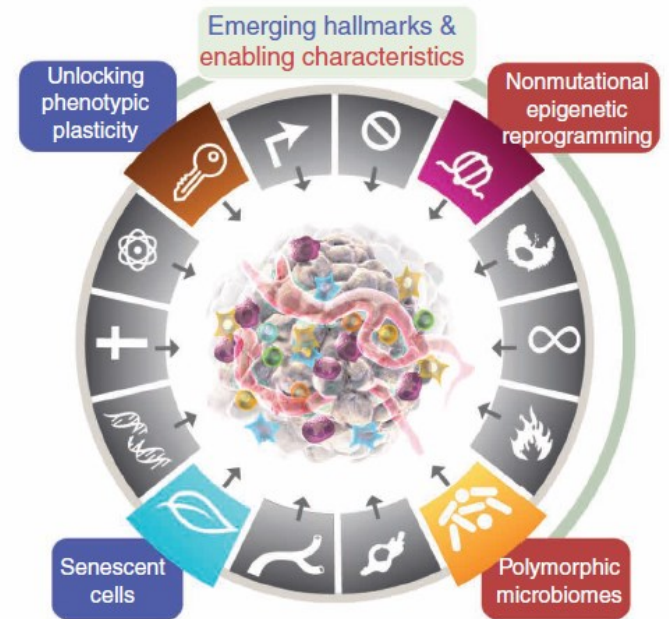 Emerging hallmarks &
enabling characteristics
Unlocking
phenotypic
plasticity
Nonmutational
epigenetic
reprogramming
Senescent
cells
Polymorphic
microbiomes